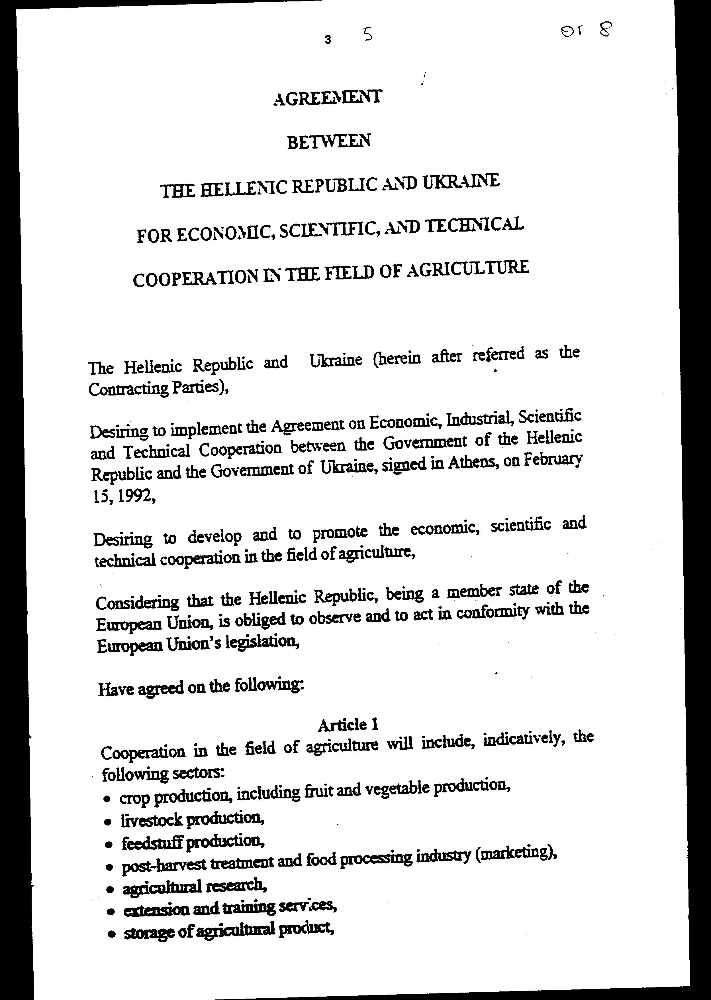 3 5
AGREEMENT
BETWEEN
THE HELLENIC REPUBLIC AND UKRAINE
FOR ECONOMIC, SCIENTIFIC, AND TECHNICAL
COOPERATION IN THE FIELD OF AGRICULTURE
The Hellenic Republic and Ukraine (herein after referred as the
Contracting Parties),
Desiring to implement the Agreement on Economic, Industrial, Scientific
and Technical Cooperation between the Government of the Hellenic
Republic and the Government of Ukraine, signed in Athens, on February
15, 1992,
Desiring to develop and to promote the economic, scientific and
technical cooperation in the field of agriculture,
Considering that the Hellenic Republic, being a member state of the
European Union, is obliged to observe and to act in conformity with the
European Union's legislation,
Have agreed on the following:
Article 1
Cooperation in the field of agriculture will include, indicatively, the
following sectors:
• crop production, including fruit and vegetable production,
• livestock production,
• feedstuff production,
• post-harvest treatment and food processing industry (marketing),
• agricultural research,
• extension and training services,
• storage of agricultural product,